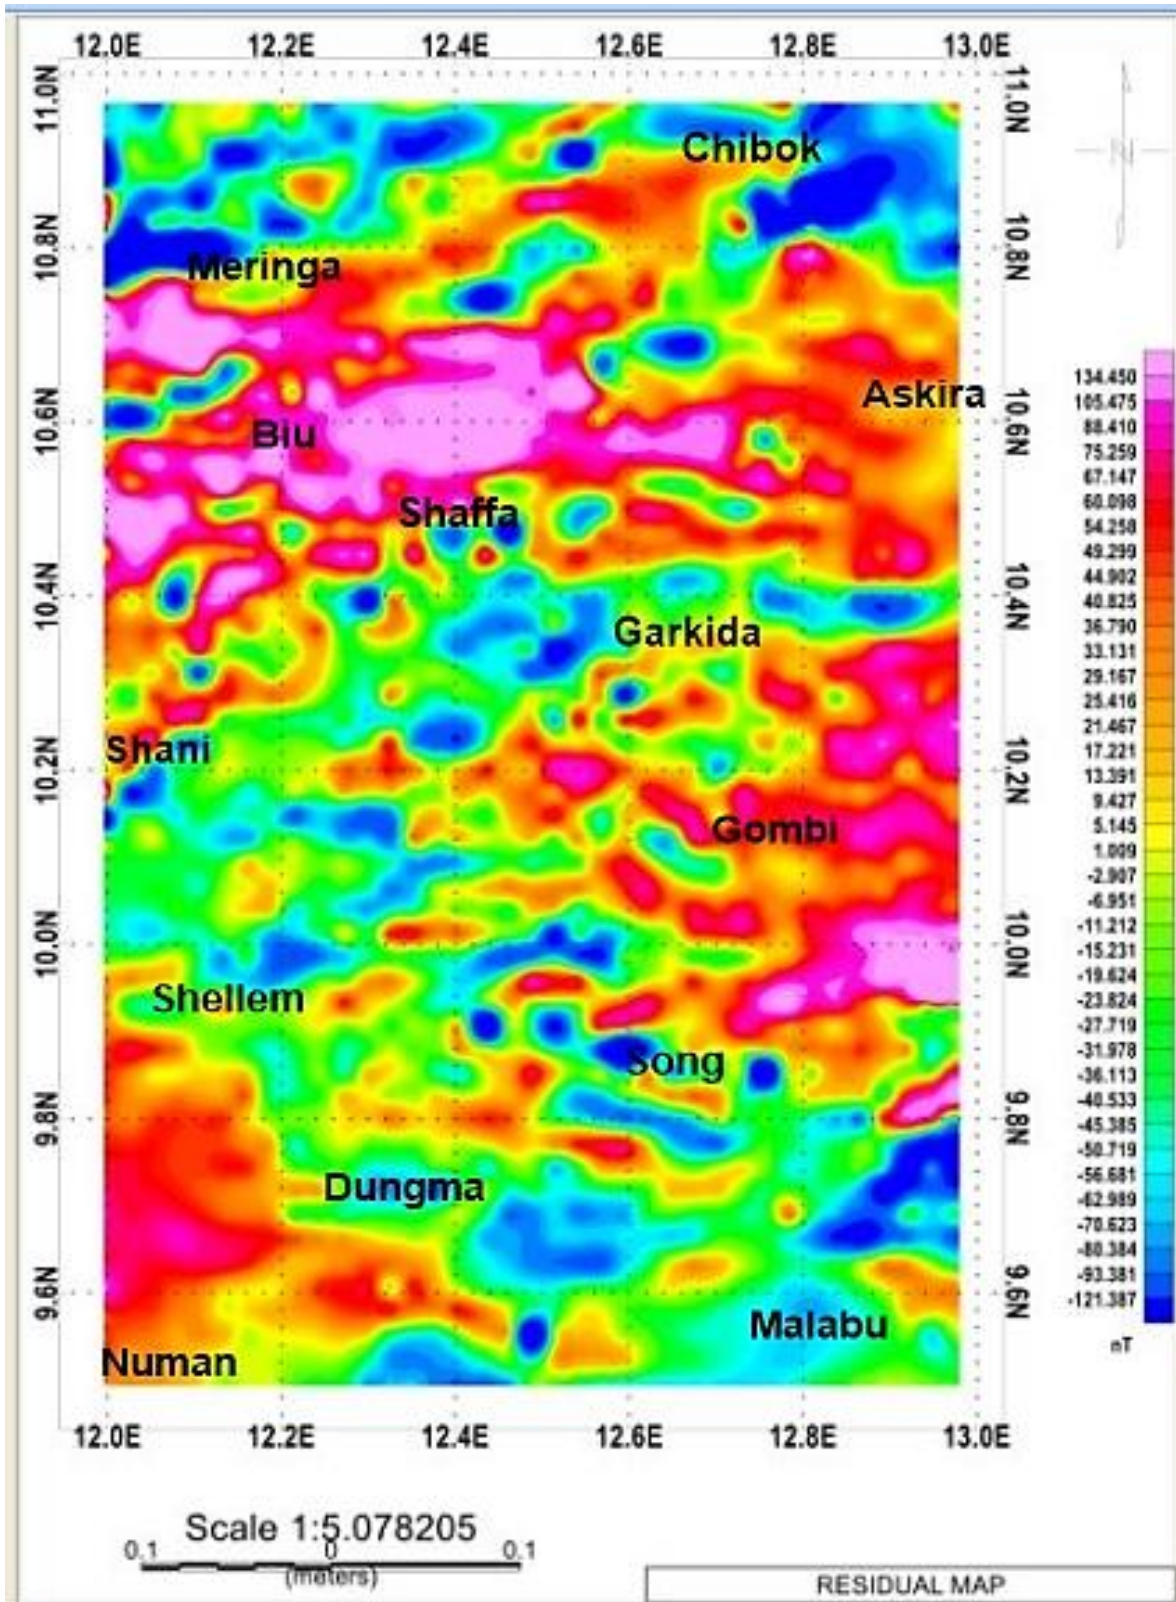 12.0E 12.2E 12.4E 12.6E 12.8E 13.0E
11.0N 11.0N
Chibok
10.8N 10.8N
Meringa
Askira
10.6N 10.6N
Biu
Shaffa
10.4N 10.4N
Garkida
Shani
10.2N 10.2N
Gombi
10.0N 10.0N
Shellem
Song
9.8N 9.8N
Dungma
9.6N 9.6N
Malabu
Numan
12.0E 12.2E 12.4E 12.6E 12.8E 13.0E
N
134.450
105.475
88.410
75.259
67.147
60.098
54.258
49.299
44.902
40.825
36.790
33.131
29.167
25.416
21.467
17.221
13.391
9.427
5.145
1.009
-2.907
-6.951
-11.212
-15.231
-19.624
-23.824
-27.719
-31.978
-36.113
-40.533
-45.385
-50.719
-56.681
-62.989
-70.623
-80.384
-93.381
-121.387
nT
Scale 1:5.078205
0.1 0 0.1
(meters)
RESIDUAL MAP